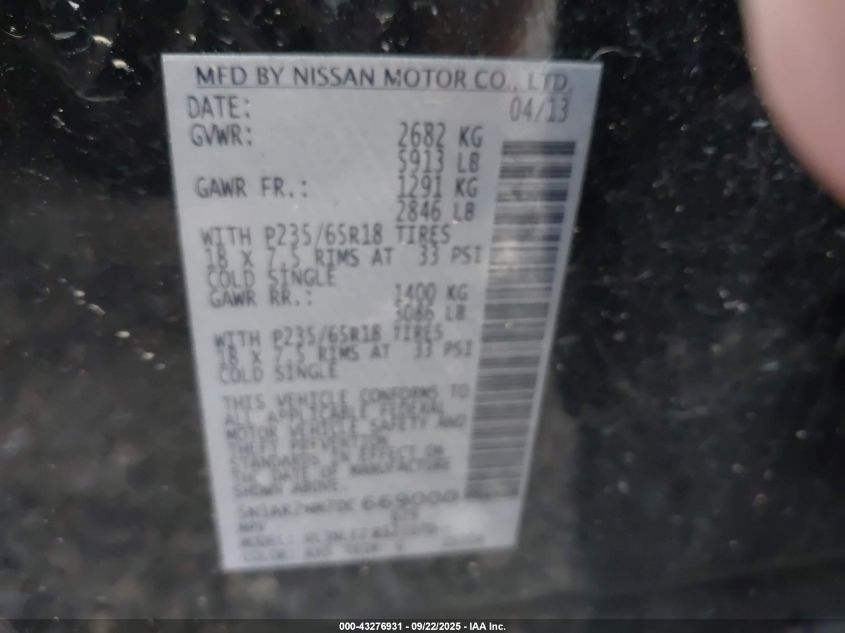 MFD BY NISSAN MOTOR CO., LTD.
DATE: 04/13
GVWR: 2682 KG
5913 LB
GAWR FR.: 1291 KG
2846 LB
WITH P235/65R18 TIRES
18 X 7.5 RIMS AT 33 PSI
COLD SINGLE
GAWR RR.: 1400 KG
3086 LB
WITH P235/65R18 TIRES
18 X 7.5 RIMS AT 33 PSI
COLD SINGLE
THIS VEHICLE CONFORMS TO
ALL APPLICABLE FEDERAL
MOTOR VEHICLE SAFETY AND
THEFT PREVENTION
STANDARDS IN EFFECT ON
THE DATE OF MANUFACTURE
SHOWN ABOVE.
669000
MPV
MODEL:
COLOR:
000-43276931 - 09/22/2025 - IAA Inc.